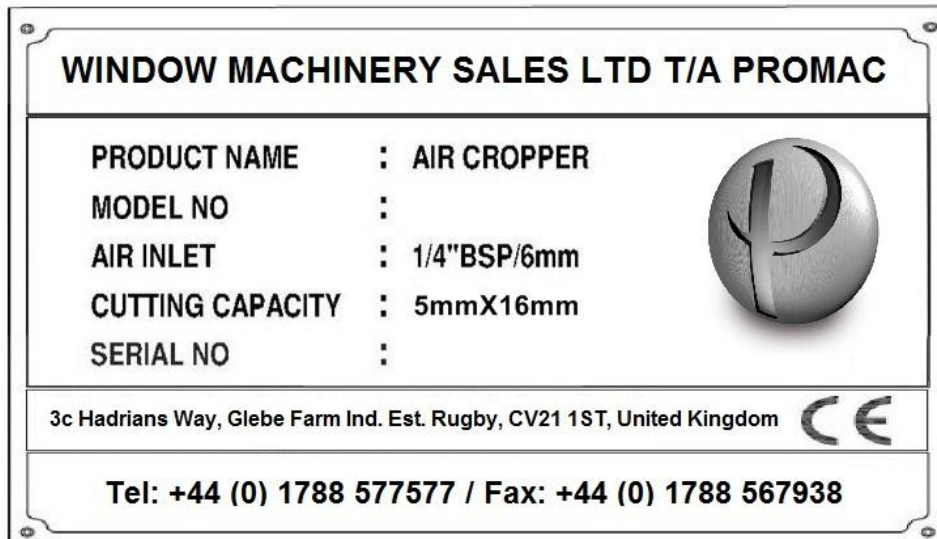 WINDOW MACHINERY SALES LTD T/A PROMAC
PRODUCT NAME : AIR CROPPER
MODEL NO :
AIR INLET : 1/4"BSP/6mm
CUTTING CAPACITY : 5mmX16mm
SERIAL NO :
3c Hadrians Way, Glebe Farm Ind. Est. Rugby, CV21 1ST, United Kingdom CE
Tel: +44 (0) 1788 577577 / Fax: +44 (0) 1788 567938